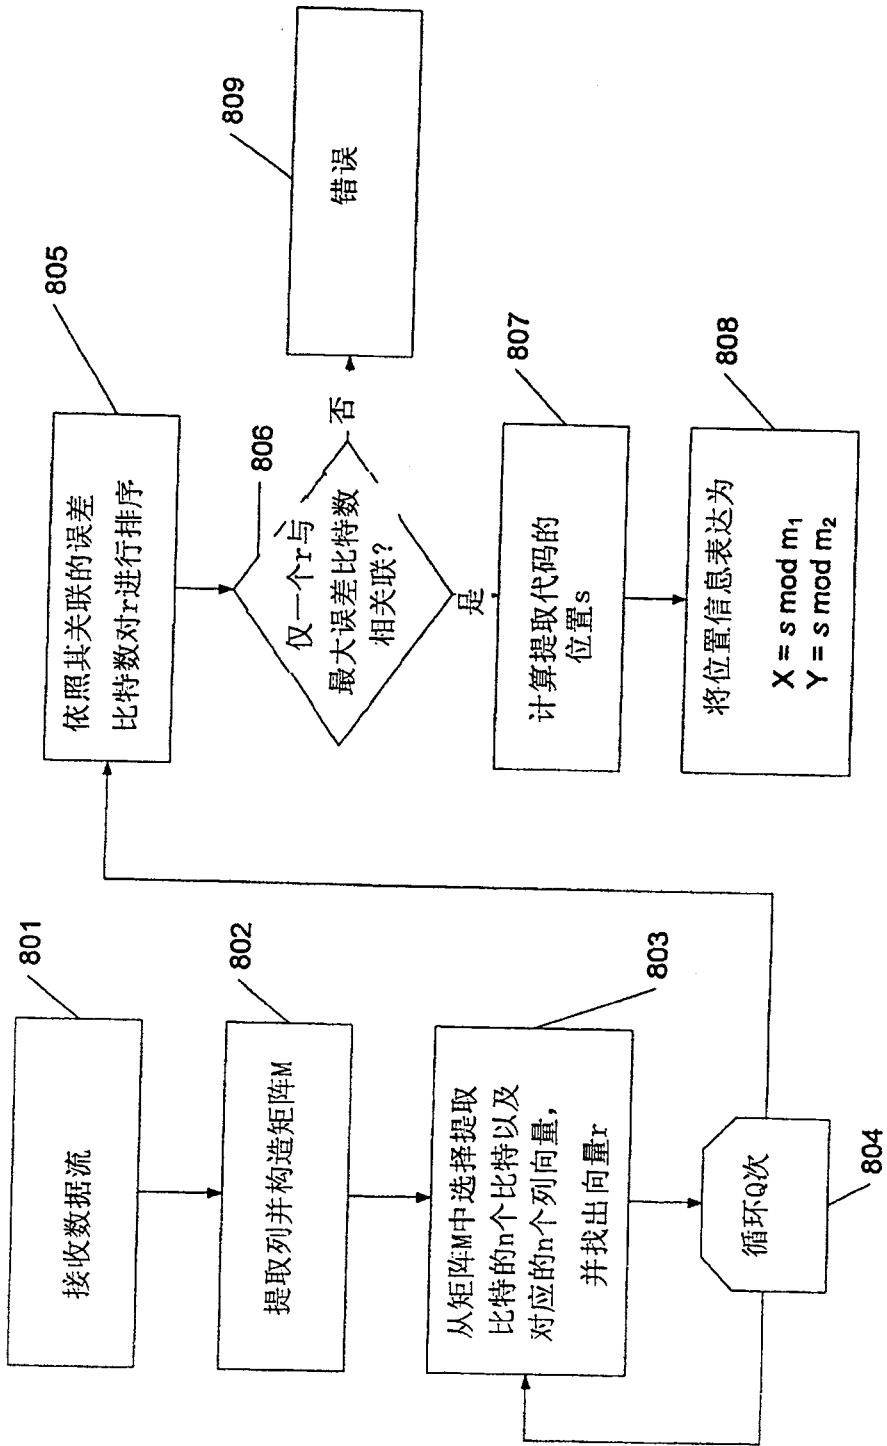 801
接收数据流
802
提取列并构造矩阵M
803
从矩阵M中选择提取
比特的n个比特以及
对应的n个列向量，
并找出向量r
循环Q次
804
805
依照其关联的误差
比特数对r进行排序
806
仅一个r与
最大误差比特数
相关联？
否
809
错误
是
807
计算提取代码的
位置s
808
将位置信息表达为
X = s mod m₁
Y = s mod m₂